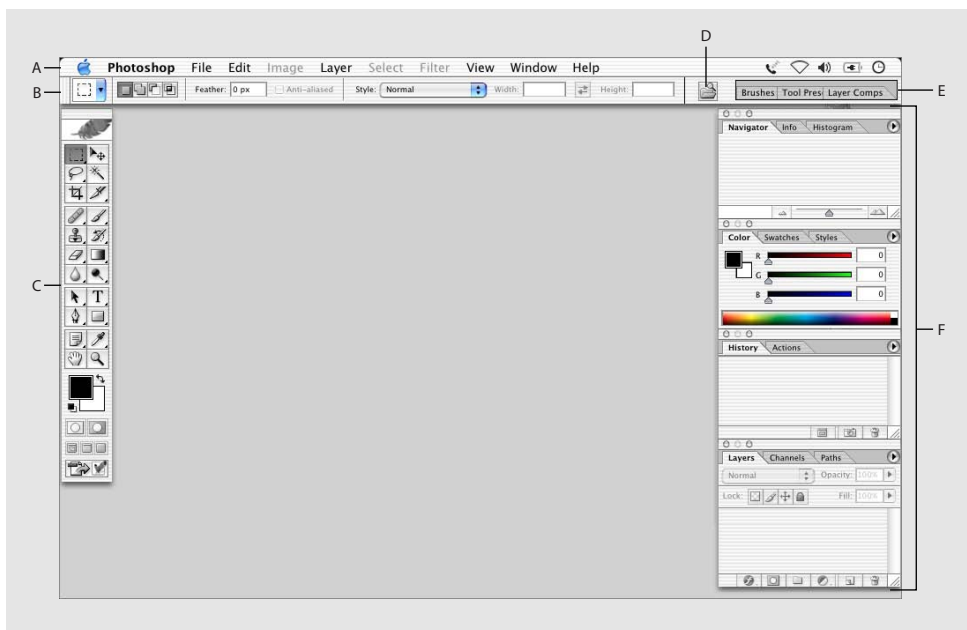 D
A Photoshop File Edit Image Layer Select Filter View Window Help
B Feather: 0 px Anti-aliased Style: Normal Width: Height: Brushes Tool Pres Layer Comps E
Navigator Info Histogram
Color Swatches Styles
R 0
G 0
B 0
C T
F
History Actions
Layers Channels Paths
Normal Opacity: 100%
Lock: Fill: 100%